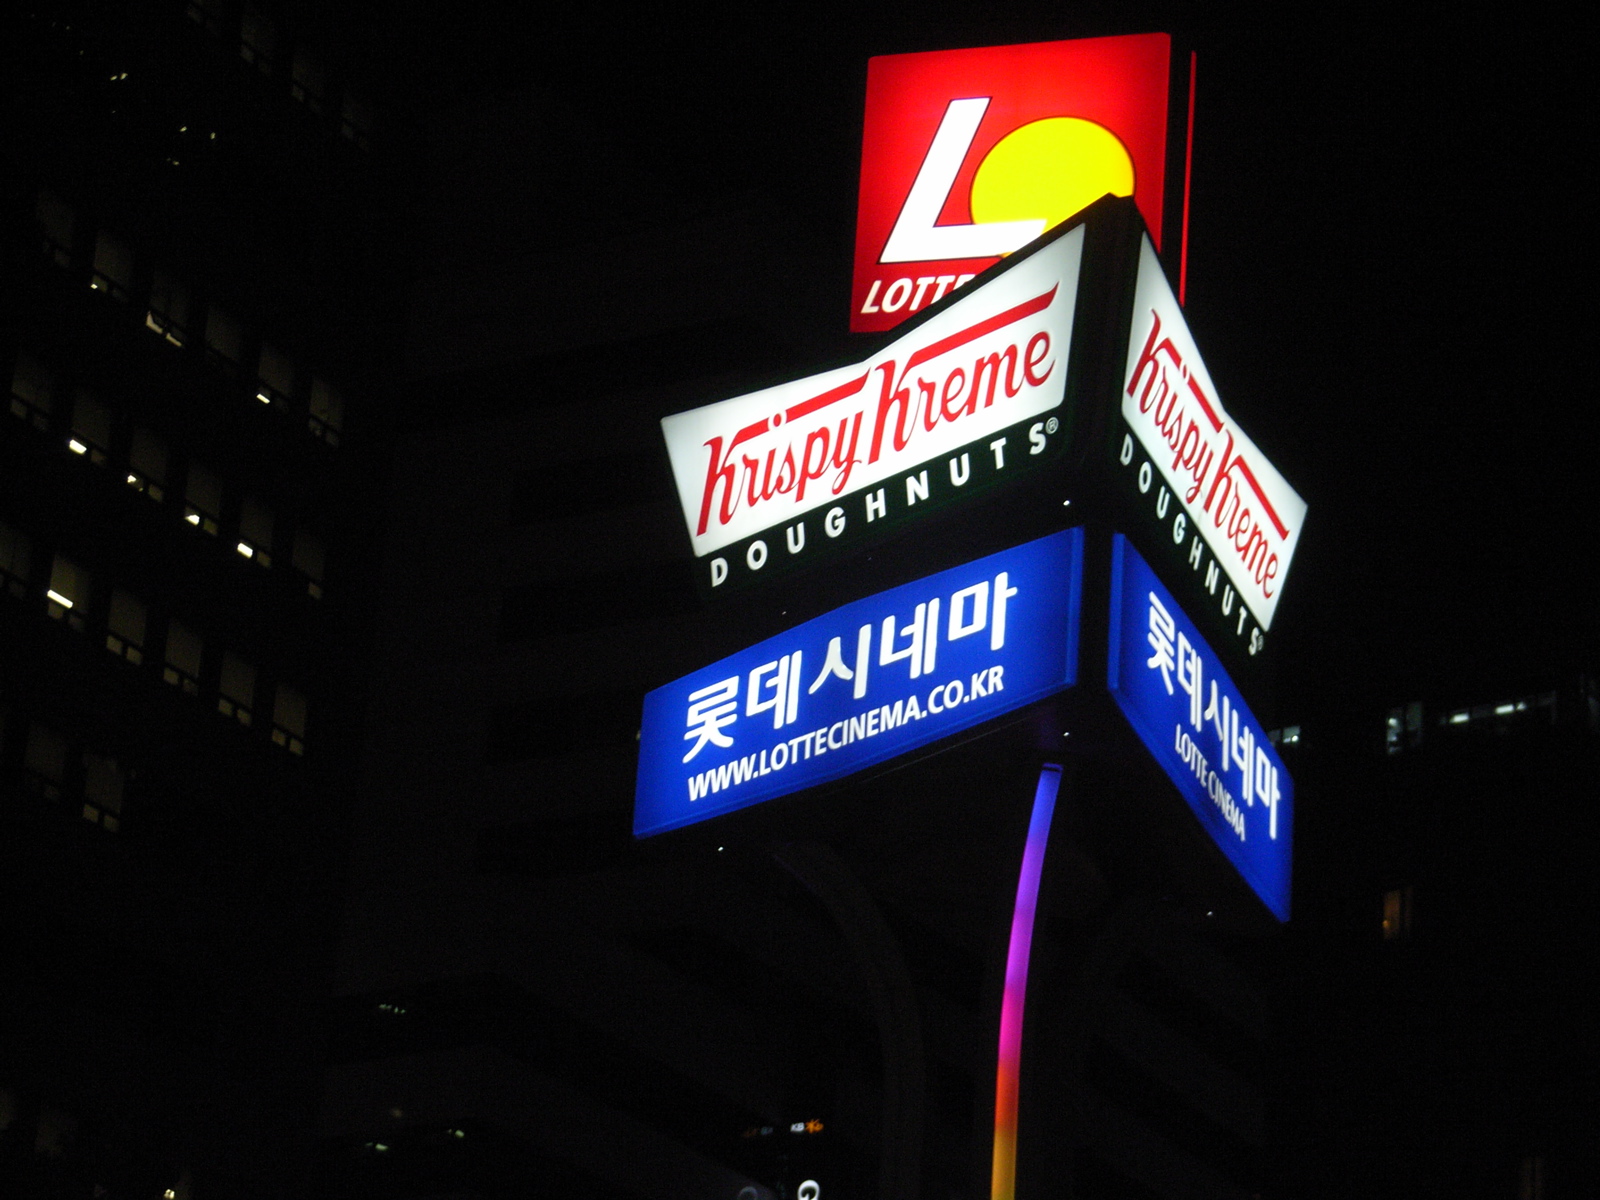 L
LOTTE
Krispy Kreme
DOUGHNUTS®
롯데시네마
WWW.LOTTECINEMA.CO.KR
Krispy Kreme
DOUGHNUTS®
롯데시네마
LOTTE CINEMA
KB
G